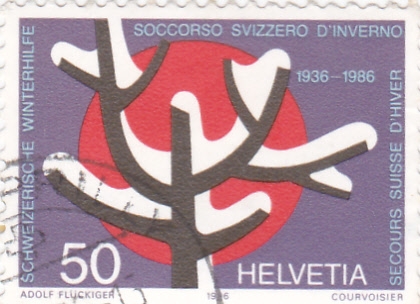 SCHWEIZERISCHE WINTERHILFE
SOCCORSO SVIZZERO D'INVERNO
1936–1986
SECOURS SUISSE D'HIVER
50
HELVETIA
ADOLF FLÜCKIGER
COURVOISIER